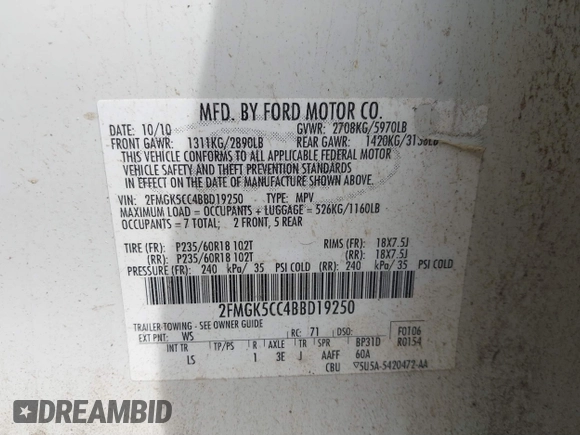 MFD. BY FORD MOTOR CO.
DATE: 10/10 GVWR: 2708KG/5970LB
FRONT GAWR: 1311KG/2890LB REAR GAWR: 1420KG/3130LB
THIS VEHICLE CONFORMS TO ALL APPLICABLE FEDERAL MOTOR
VEHICLE SAFETY AND THEFT PREVENTION STANDARDS
IN EFFECT ON THE DATE OF MANUFACTURE SHOWN ABOVE.
VIN: 2FMGK5CC4BBD19250 TYPE: MPV
MAXIMUM LOAD = OCCUPANTS + LUGGAGE = 526KG/1160LB
OCCUPANTS = 7 TOTAL; 2 FRONT, 5 REAR
TIRE (FR): P235/60R18 102T RIMS (FR): 18X7.5J
(RR): P235/60R18 102T (RR): 18X7.5J
PRESSURE (FR): 240 kPa/ 35 PSI COLD (RR): 240 kPa/ 35 PSI COLD
2FMGK5CC4BBD19250
TRAILER TOWING - SEE OWNER GUIDE
EXT PNT: WS RC: 71 DSO: F0106
INT TR TP/PS R AXLE TR SPR BP31D R0154
LS 1 3E J AAFF 60A
CBU 5U5A-5420472-AA
DREAMBID